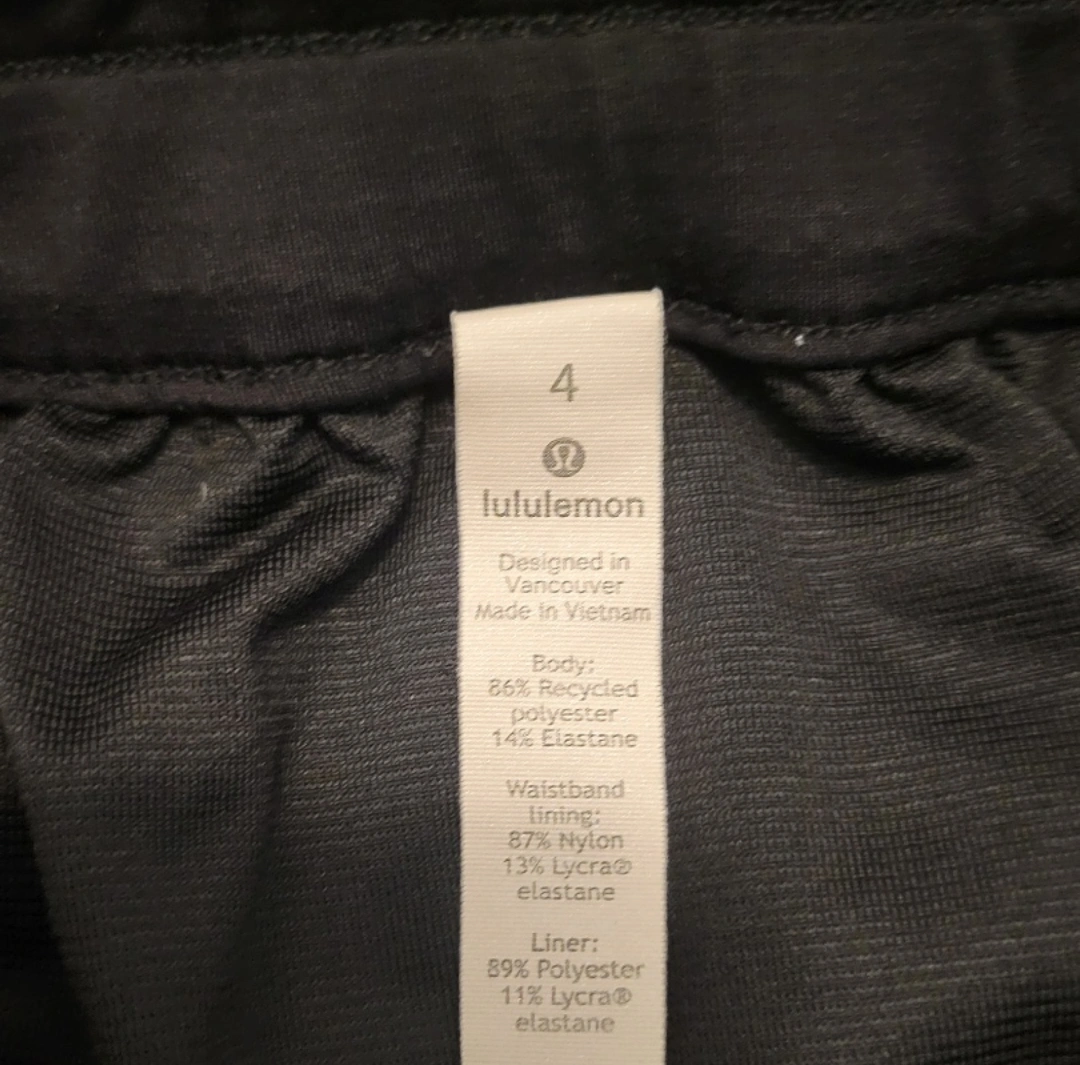 4
lululemon
Designed in
Vancouver
Made in Vietnam
Body:
86% Recycled
polyester
14% Elastane
Waistband
lining:
87% Nylon
13% Lycra®
elastane
Liner:
89% Polyester
11% Lycra®
elastane